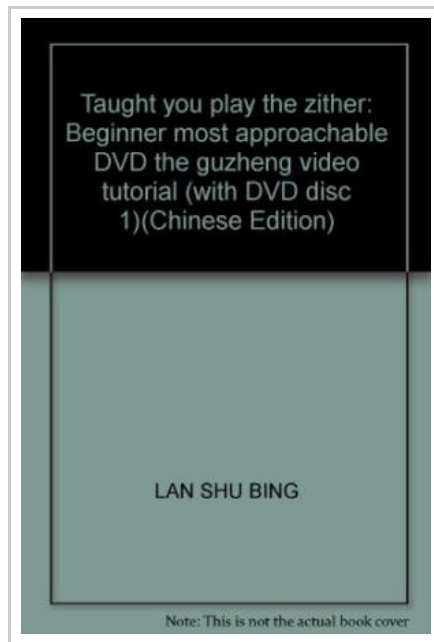 Taught you play the zither:
Beginner most approachable
DVD the guzheng video
tutorial (with DVD disc
1)(Chinese Edition)
LAN SHU BING
Note: This is not the actual book cover